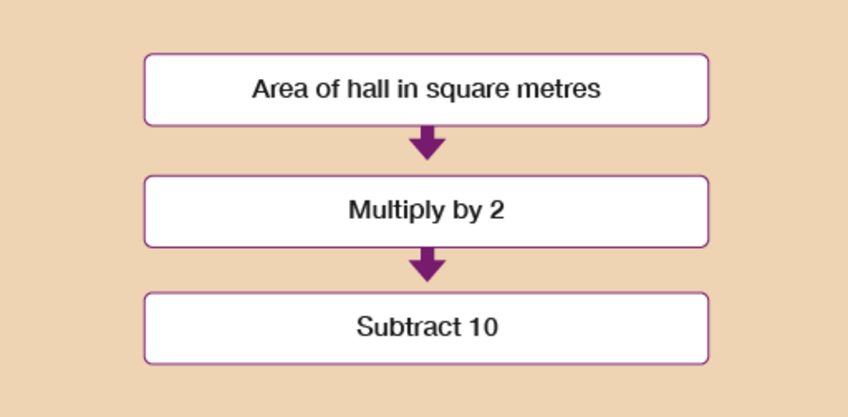 Area of hall in square metres
Multiply by 2
Subtract 10